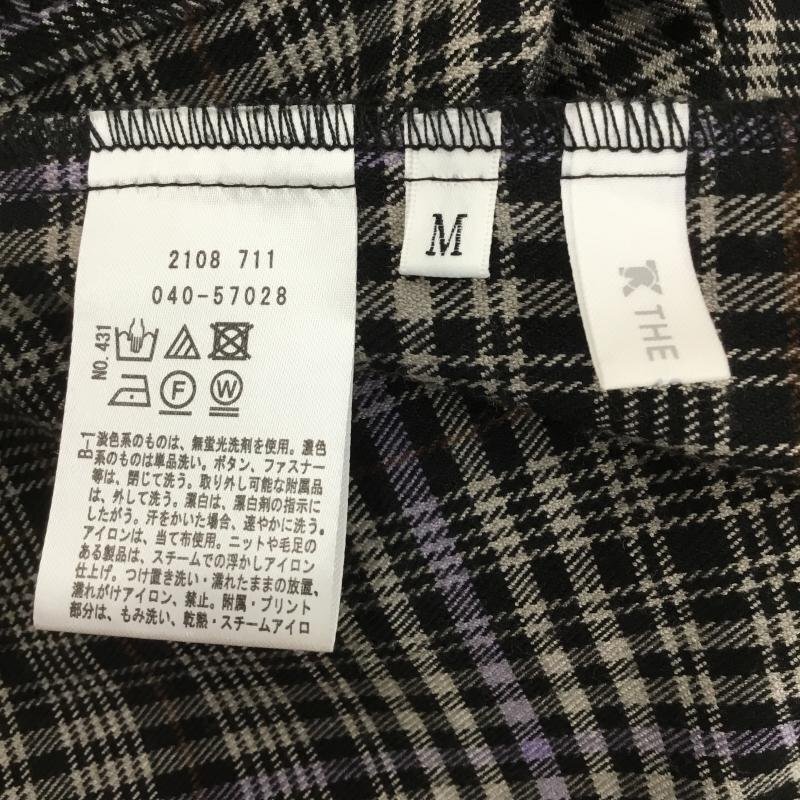 2108 711
040-57028
NO. 431
F
W
B-1
淡色系のものは、無蛍光洗剤を使用。濃色
系のものは単品洗い。ボタン、ファスナー
等は、閉じて洗う。取り外し可能な附属品
は、外して洗う。漂白は、漂白剤の指示に
したがう。汗をかいた場合、速やかに洗う。
アイロンは、当て布使用。ニットや毛足の
ある製品は、スチームでの浮かしアイロン
仕上げ。つけ置き洗い・濡れたままの放置、
濡れがけアイロン、禁止。附属・プリント
部分は、もみ洗い、乾熱・スチームアイロ
M
THE